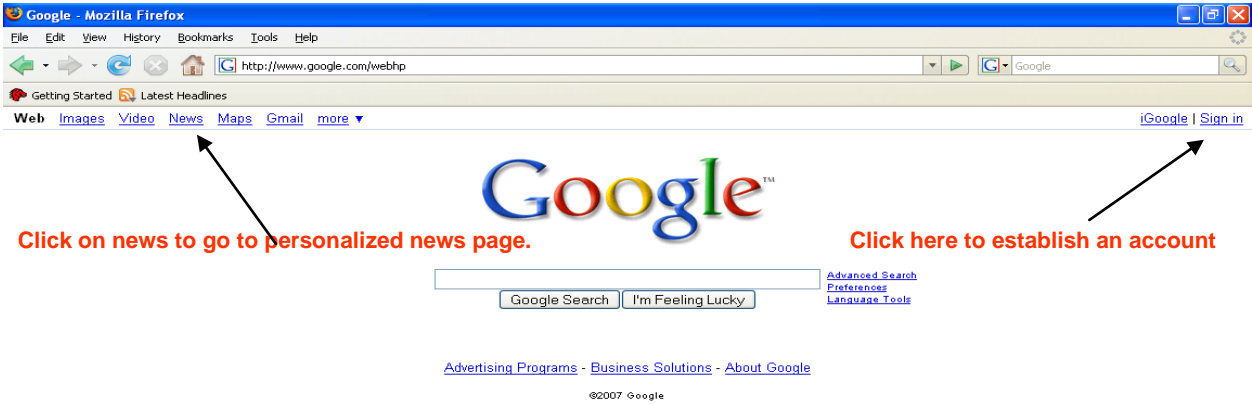 Google - Mozilla Firefox
File Edit View History Bookmarks Tools Help
G http://www.google.com/webhp G Google
Getting Started Latest Headlines
Web Images Video News Maps Gmail more ▼ iGoogle | Sign in
Google™
Click on news to go to personalized news page. Click here to establish an account
Advanced Search
Preferences
Language Tools
Google Search I'm Feeling Lucky
Advertising Programs - Business Solutions - About Google
©2007 Google